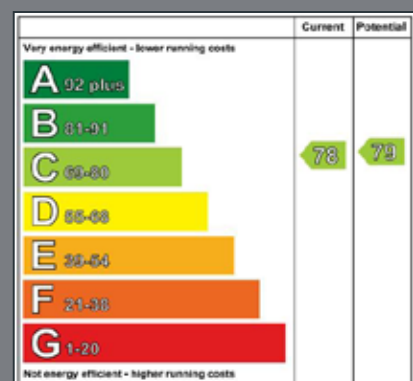 Current Potential
Very energy efficient - lower running costs
A 92 plus
B 81-91
C 69-80
78 79
D 55-68
E 39-54
F 21-38
G 1-20
Not energy efficient - higher running costs